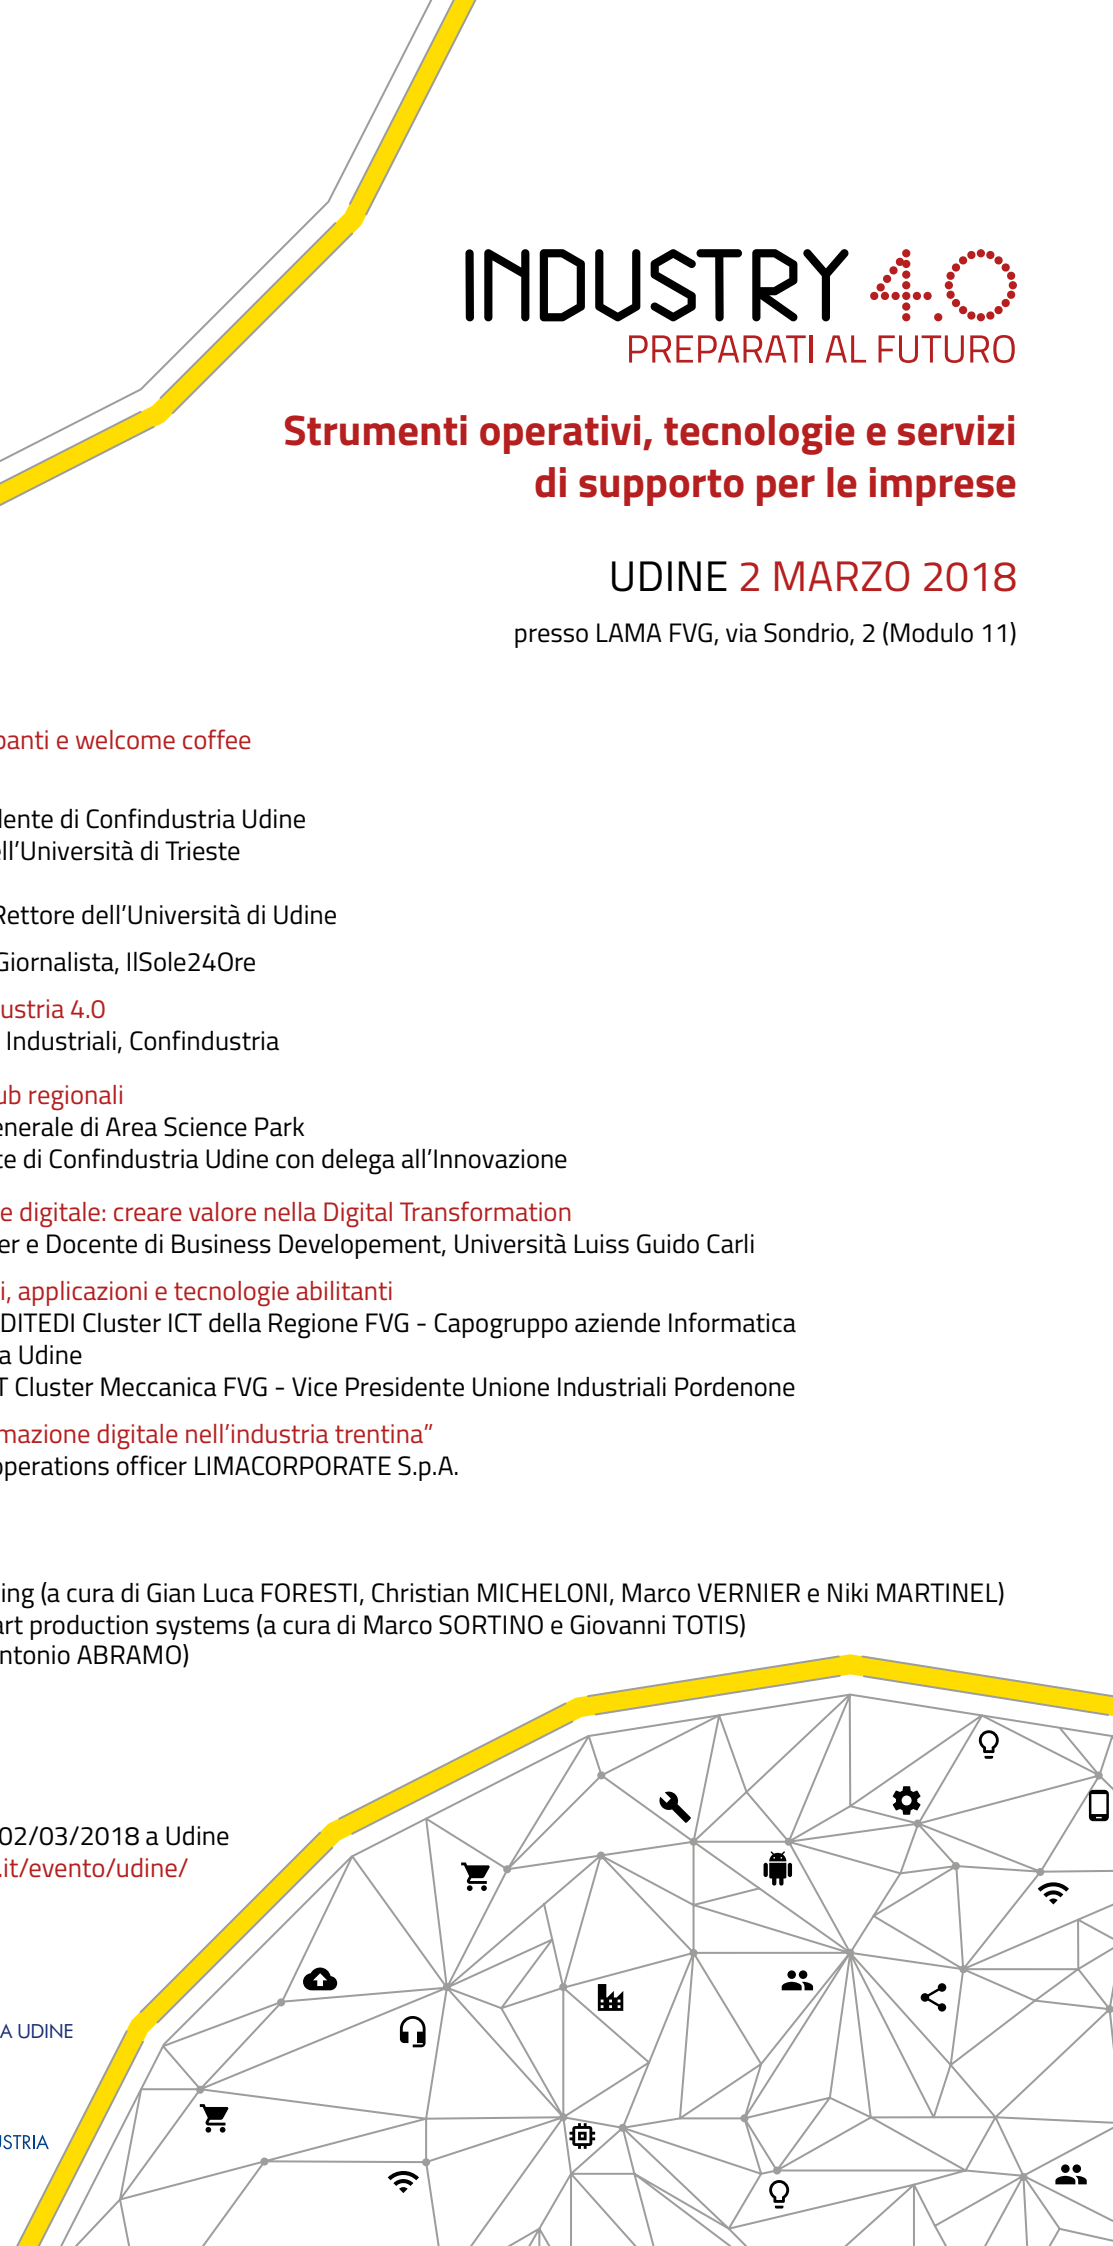 INDUSTRY 4.0
PREPARATI AL FUTURO
Strumenti operativi, tecnologie e servizi
di supporto per le imprese
UDINE 2 MARZO 2018
presso LAMA FVG, via Sondrio, 2 (Modulo 11)
panti e welcome coffee
dente di Confindustria Udine
ell’Università di Trieste
Rettore dell’Università di Udine
Giornalista, IlSole24Ore
ustria 4.0
Industriali, Confindustria
ub regionali
enerale di Area Science Park
te di Confindustria Udine con delega all’Innovazione
e digitale: creare valore nella Digital Transformation
er e Docente di Business Developement, Università Luiss Guido Carli
i, applicazioni e tecnologie abilitanti
DITEDI Cluster ICT della Regione FVG - Capogruppo aziende Informatica
a Udine
T Cluster Meccanica FVG - Vice Presidente Unione Industriali Pordenone
mazione digitale nell’industria trentina”
operations officer LIMACORPORATE S.p.A.
ing (a cura di Gian Luca FORESTI, Christian MICHELONI, Marco VERNIER e Niki MARTINEL)
art production systems (a cura di Marco SORTINO e Giovanni TOTIS)
ntonio ABRAMO)
02/03/2018 a Udine
.it/evento/udine/
A UDINE
USTRIA